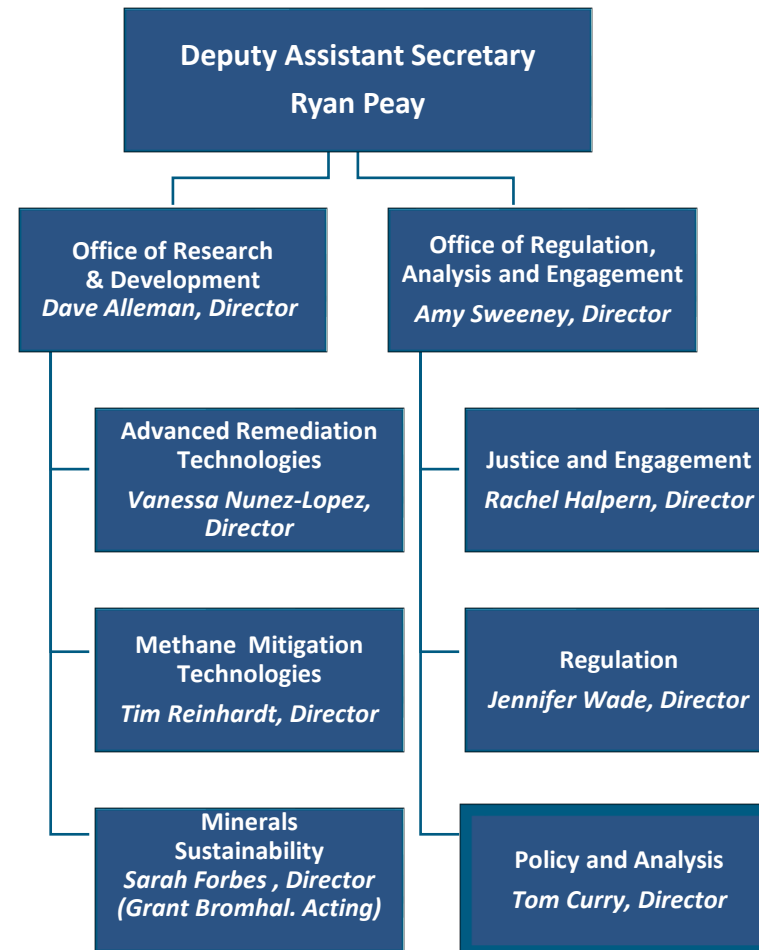 Deputy Assistant Secretary
Ryan Peay
Office of Research
& Development
Dave Alleman, Director
Office of Regulation,
Analysis and Engagement
Amy Sweeney, Director
Advanced Remediation
Technologies
Vanessa Nunez-Lopez,
Director
Justice and Engagement
Rachel Halpern, Director
Methane  Mitigation
Technologies
Tim Reinhardt, Director
Regulation
Jennifer Wade, Director
Minerals
Sustainability
Sarah Forbes , Director
(Grant Bromhal. Acting)
Policy and Analysis
Tom Curry, Director